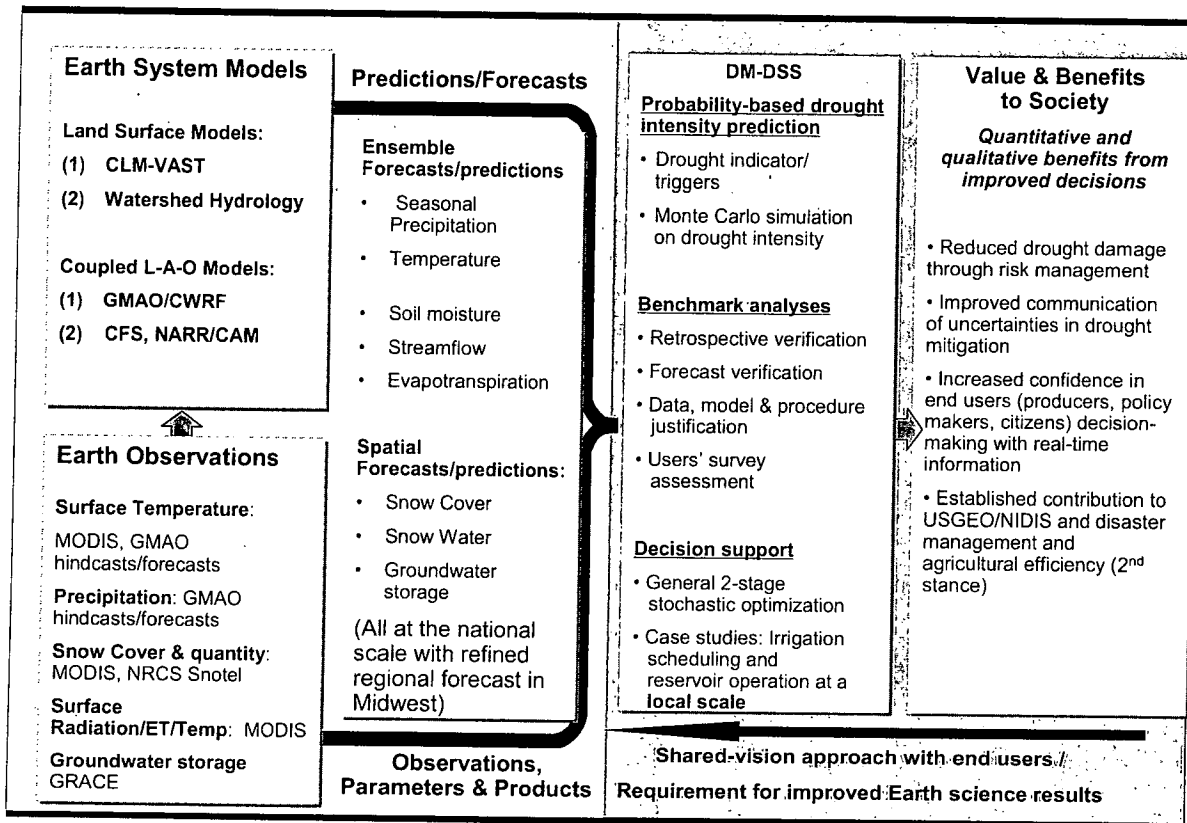 Earth System Models
Land Surface Models:
(1) CLM-VAST
(2) Watershed Hydrology
Coupled L-A-O Models:
(1) GMAO/CWRF
(2) CFS, NARR/CAM
Earth Observations
Surface Temperature:
MODIS, GMAO
hindcasts/forecasts
Precipitation: GMAO
hindcasts/forecasts
Snow Cover & quantity:
MODIS, NRCS Snotel
Surface
Radiation/ET/Temp: MODIS
Groundwater storage
GRACE
Predictions/Forecasts
Ensemble
Forecasts/predictions
• Seasonal
Precipitation
• Temperature
• Soil moisture
• Streamflow
• Evapotranspiration
Spatial
Forecasts/predictions:
• Snow Cover
• Snow Water
• Groundwater
storage
(All at the national
scale with refined
regional forecast in
Midwest)
Observations,
Parameters & Products
DM-DSS
Probability-based drought
intensity prediction
• Drought indicator/
triggers
• Monte Carlo simulation
on drought intensity
Benchmark analyses
• Retrospective verification
• Forecast verification
• Data, model & procedure
justification
• Users' survey
assessment
Decision support
• General 2-stage
stochastic optimization
• Case studies: Irrigation
scheduling and
reservoir operation at a
local scale
Value & Benefits
to Society
Quantitative and
qualitative benefits from
improved decisions
• Reduced drought damage
through risk management
• Improved communication
of uncertainties in drought
mitigation
• Increased confidence in
end users (producers, policy
makers, citizens) decision-
making with real-time
information
• Established contribution to
USGEO/NIDIS and disaster
management and
agricultural efficiency (2nd
stance)
Shared-vision approach with end users /
Requirement for improved Earth science results